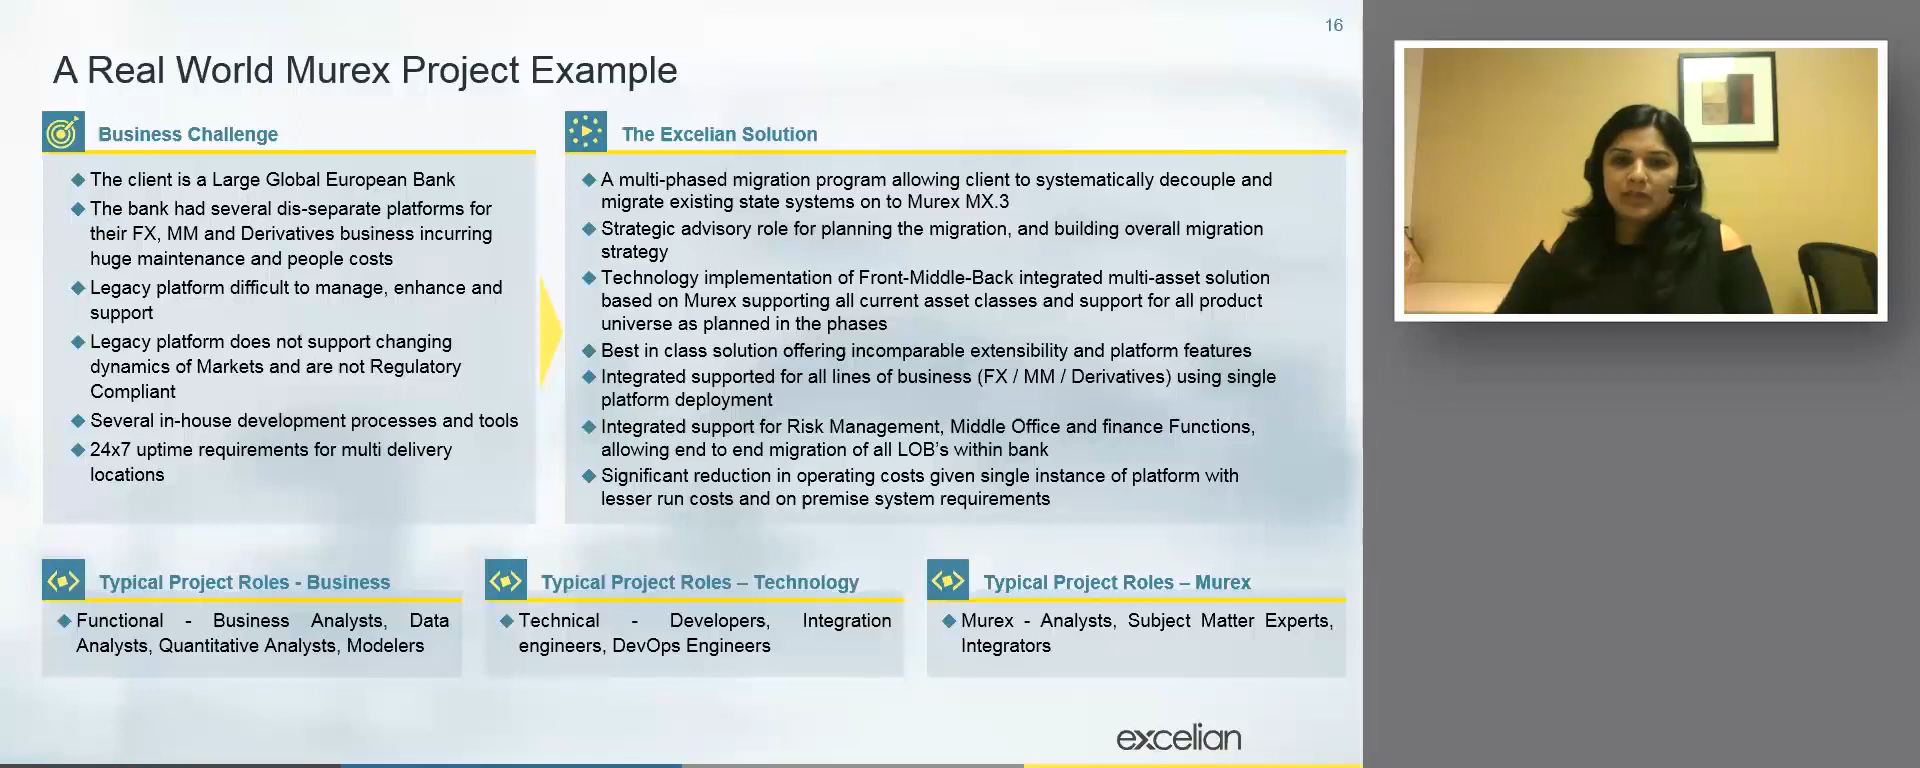 16
A Real World Murex Project Example
Business Challenge
The client is a Large Global European Bank
The bank had several dis-separate platforms for
their FX, MM and Derivatives business incurring
huge maintenance and people costs
Legacy platform difficult to manage, enhance and
support
Legacy platform does not support changing
dynamics of Markets and are not Regulatory
Compliant
Several in-house development processes and tools
24x7 uptime requirements for multi delivery
locations
The Excelian Solution
A multi-phased migration program allowing client to systematically decouple and
migrate existing state systems on to Murex MX.3
Strategic advisory role for planning the migration, and building overall migration
strategy
Technology implementation of Front-Middle-Back integrated multi-asset solution
based on Murex supporting all current asset classes and support for all product
universe as planned in the phases
Best in class solution offering incomparable extensibility and platform features
Integrated supported for all lines of business (FX / MM / Derivatives) using single
platform deployment
Integrated support for Risk Management, Middle Office and finance Functions,
allowing end to end migration of all LOB's within bank
Significant reduction in operating costs given single instance of platform with
lesser run costs and on premise system requirements
Typical Project Roles - Business
Functional - Business Analysts, Data
Analysts, Quantitative Analysts, Modelers
Typical Project Roles – Technology
Technical - Developers, Integration
engineers, DevOps Engineers
Typical Project Roles – Murex
Murex - Analysts, Subject Matter Experts,
Integrators
excelian